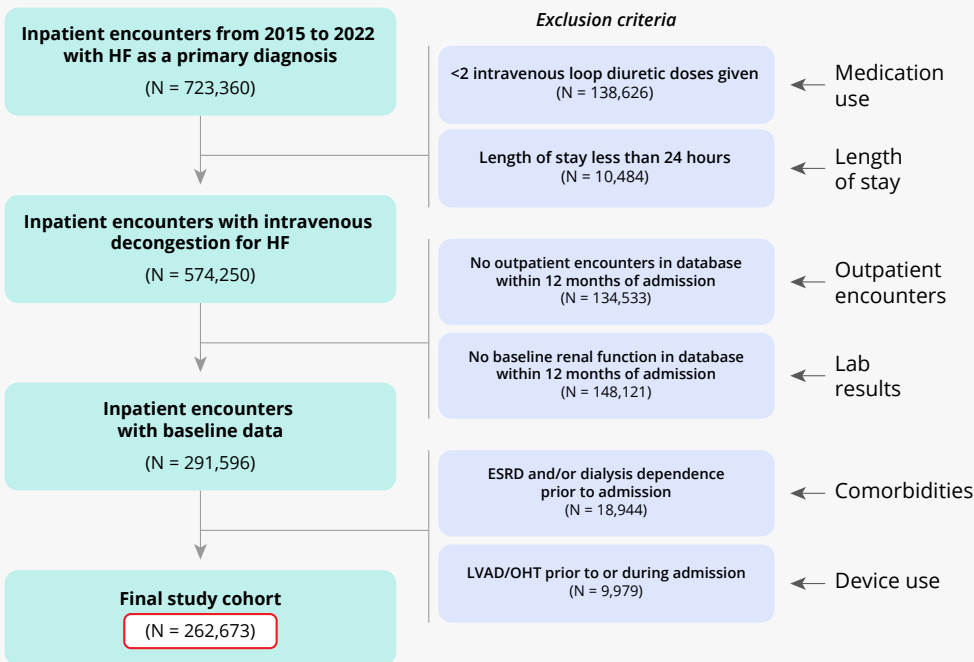 Exclusion criteria
Inpatient encounters from 2015 to 2022
with HF as a primary diagnosis
(N = 723,360)
<2 intravenous loop diuretic doses given
(N = 138,626)
Medication
use
Length of stay less than 24 hours
(N = 10,484)
Length
of stay
Inpatient encounters with intravenous
decongestion for HF
(N = 574,250)
No outpatient encounters in database
within 12 months of admission
(N = 134,533)
Outpatient
encounters
No baseline renal function in database
within 12 months of admission
(N = 148,121)
Lab
results
Inpatient encounters
with baseline data
(N = 291,596)
ESRD and/or dialysis dependence
prior to admission
(N = 18,944)
Comorbidities
LVAD/OHT prior to or during admission
(N = 9,979)
Device use
Final study cohort
(N = 262,673)